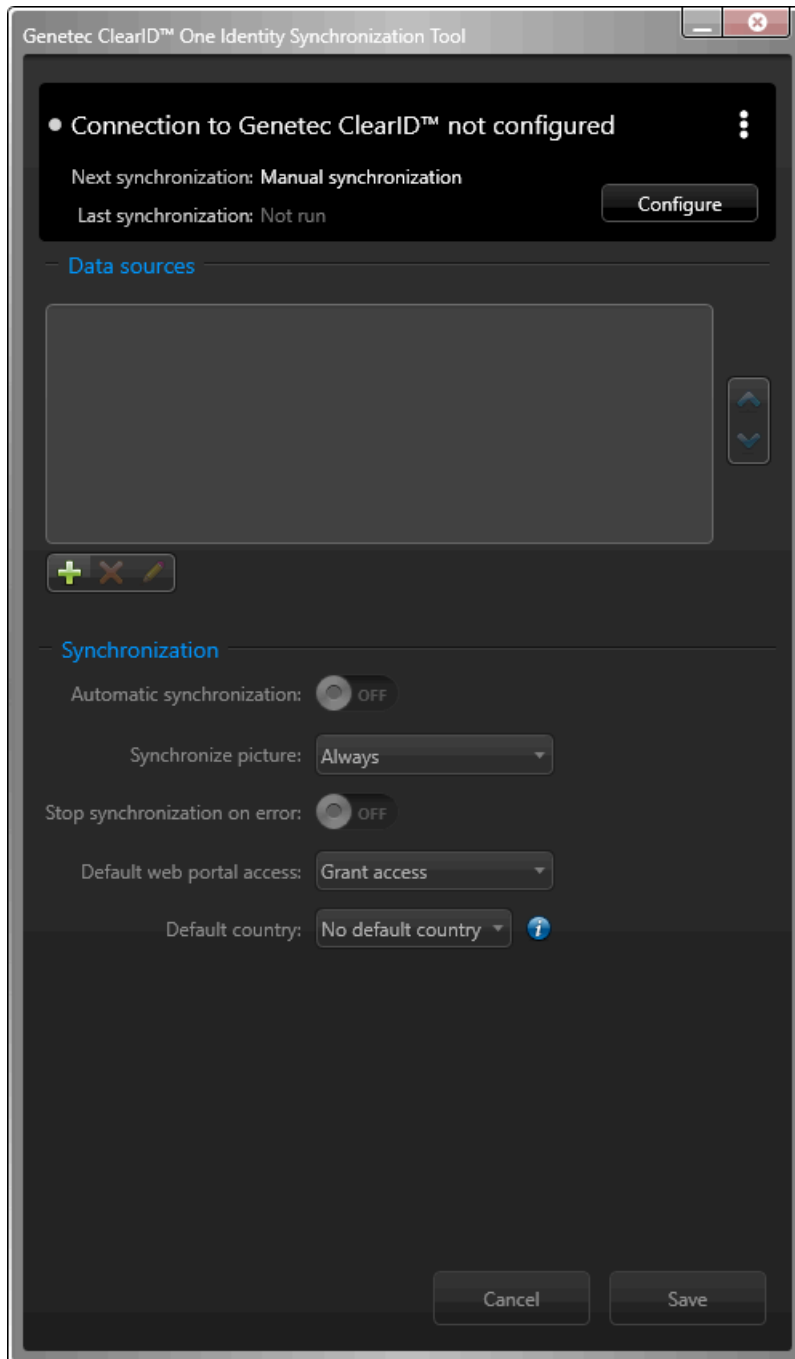 Genetec ClearID™ One Identity Synchronization Tool
Connection to Genetec ClearID™ not configured
Next synchronization: Manual synchronization
Last synchronization: Not run
Configure
Data sources
Synchronization
Automatic synchronization: OFF
Synchronize picture: Always
Stop synchronization on error: OFF
Default web portal access: Grant access
Default country: No default country
Cancel Save